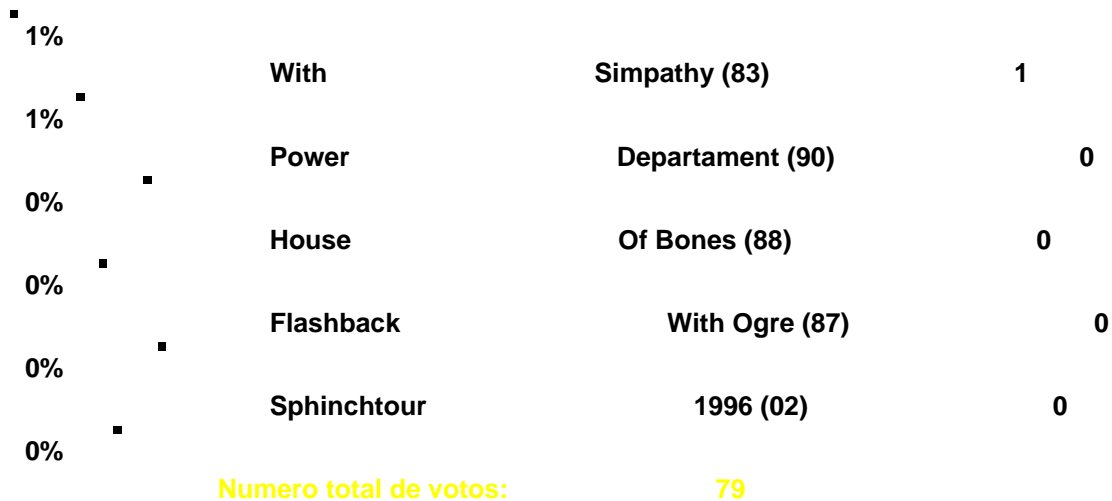 1%
With Simpathy (83) 1
1%
Power Departament (90) 0
0%
House Of Bones (88) 0
0%
Flashback With Ogre (87) 0
0%
Sphinchtour 1996 (02) 0
0%
Numero total de votos: 79